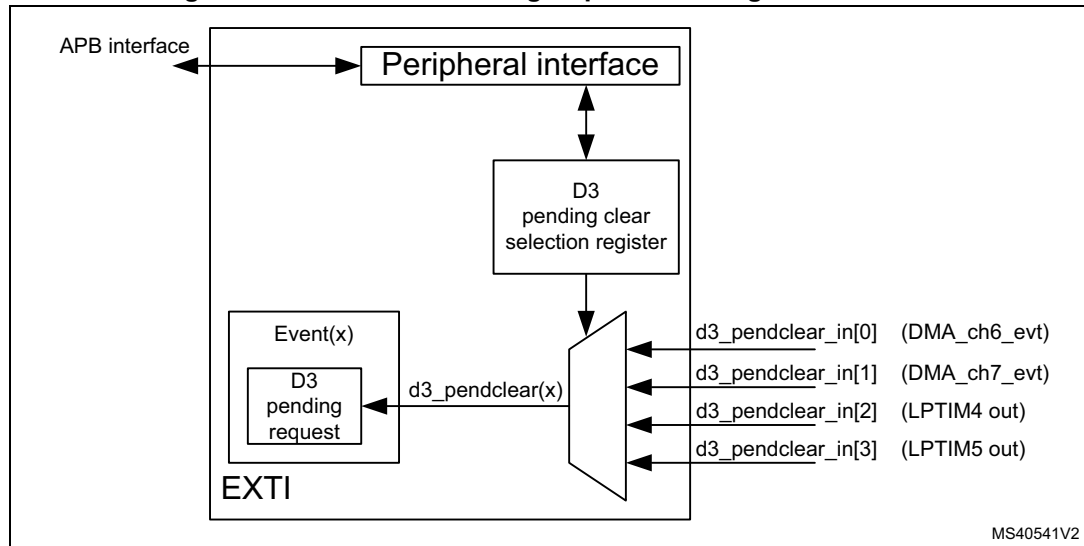 APB interface
Peripheral interface
D3
pending clear
selection register
Event(x)
D3
pending
request
d3_pendclear(x)
d3_pendclear_in[0] (DMA_ch6_evt)
d3_pendclear_in[1] (DMA_ch7_evt)
d3_pendclear_in[2] (LPTIM4 out)
d3_pendclear_in[3] (LPTIM5 out)
EXTI
MS40541V2